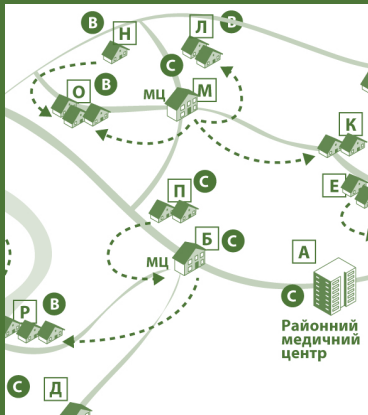 В
Н
Л
В
С
О
В
МЦ
М
К
Е
П
С
Б
С
МЦ
А
С
Районний
медичний
центр
Р
В
С
Д